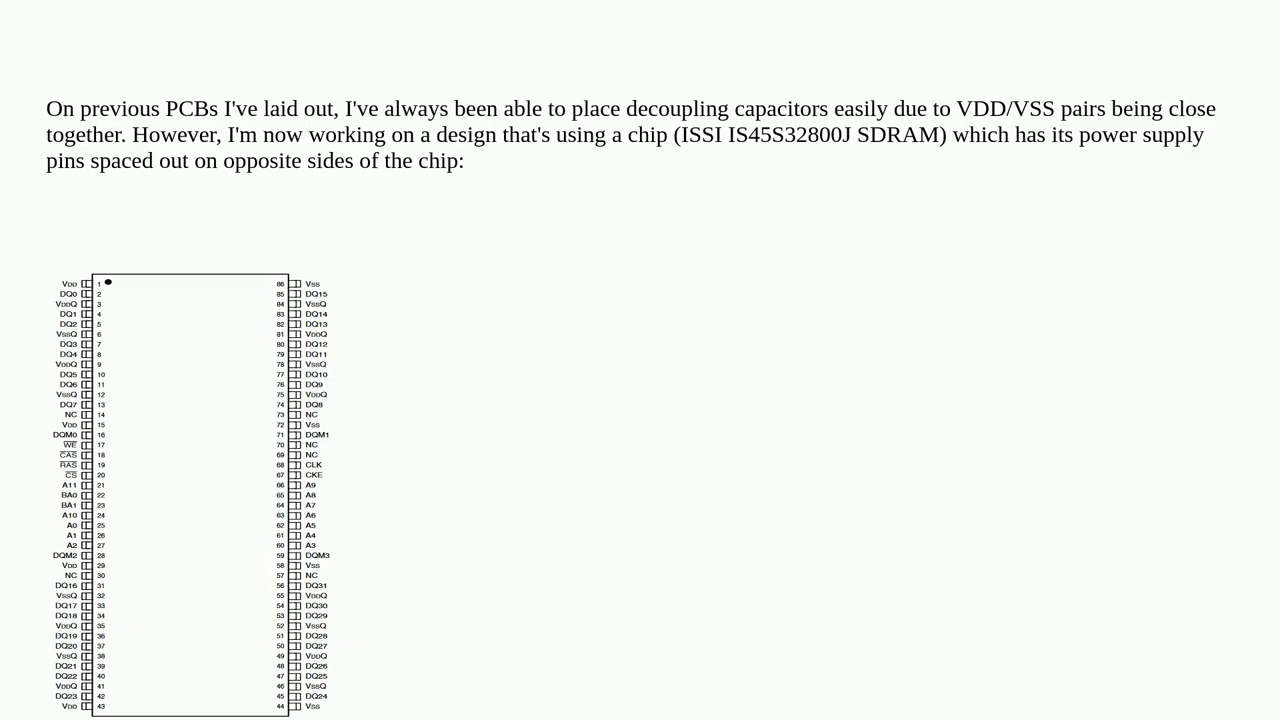 On previous PCBs I've laid out, I've always been able to place decoupling capacitors easily due to VDD/VSS pairs being close
together. However, I'm now working on a design that's using a chip (ISSI IS45S32800J SDRAM) which has its power supply
pins spaced out on opposite sides of the chip:
VDD 1 86 VSS
DQ0 2 85 DQ15
VDDQ 3 84 VSSQ
DQ1 4 83 DQ14
DQ2 5 82 DQ13
VSSQ 6 81 VDDQ
DQ3 7 80 DQ12
DQ4 8 79 DQ11
VDDQ 9 78 VSSQ
DQ5 10 77 DQ10
DQ6 11 76 DQ9
VSSQ 12 75 VDDQ
DQ7 13 74 DQ8
NC 14 73 NC
VDD 15 72 VSS
DQM0 16 71 DQM1
WE 17 70 NC
CAS 18 69 NC
RAS 19 68 CLK
CS 20 67 CKE
A11 21 66 A9
BA0 22 65 A8
BA1 23 64 A7
A10 24 63 A6
A0 25 62 A5
A1 26 61 A4
A2 27 60 A3
DQM2 28 59 DQM3
VDD 29 58 VSS
NC 30 57 NC
DQ16 31 56 DQ31
VSSQ 32 55 VDDQ
DQ17 33 54 DQ30
DQ18 34 53 DQ29
VDDQ 35 52 VSSQ
DQ19 36 51 DQ28
DQ20 37 50 DQ27
VSSQ 38 49 VDDQ
DQ21 39 48 DQ26
DQ22 40 47 DQ25
VDDQ 41 46 VSSQ
DQ23 42 45 DQ24
VDD 43 44 VSS